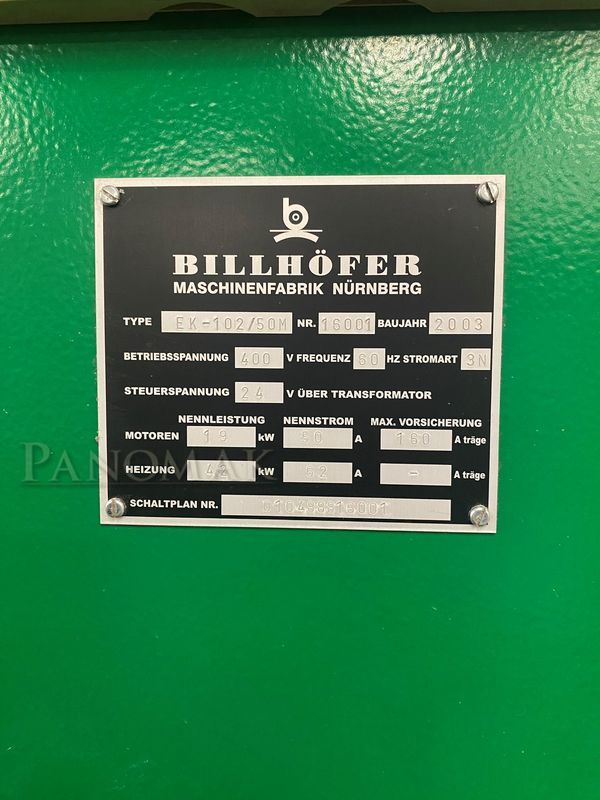 b
BILLHÖFER
MASCHINENFABRIK NÜRNBERG
TYPE EK-102/50M NR. 16001 BAUJAHR 2003
BETRIEBSSPANNUNG 400 V FREQUENZ 60 HZ STROMART 3N
STEUERSPANNUNG 24 V ÜBER TRANSFORMATOR
NENNLEISTUNG NENNSTROM MAX. VORSICHERUNG
MOTOREN 19 kW A 160 A träge
PANOMAK
HEIZUNG 42 kW 62 A - A träge
SCHALTPLAN NR.